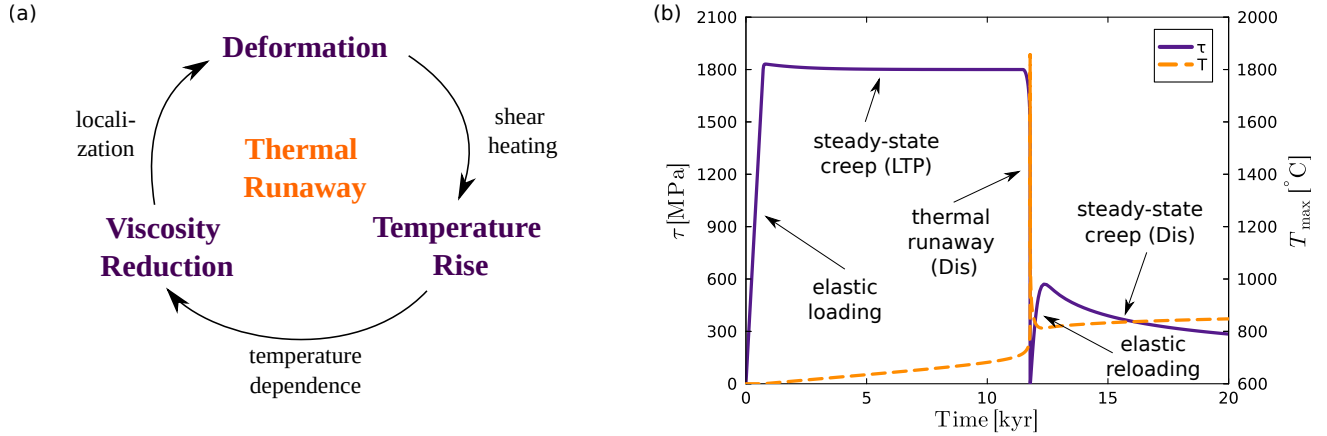 (a)
Deformation
locali-
zation
shear
heating
Thermal
Runaway
Viscosity
Reduction
Temperature
Rise
temperature
dependence
(b)
2100
1800
1500
1200
900
600
300
0
τ [MPa]
2000
1800
1600
1400
1200
1000
800
600
T max [°C]
τ
T
steady-state
creep (LTP)
thermal
runaway
(Dis)
steady-state
creep (Dis)
elastic
loading
elastic
reloading
0 5 10 15 20
Time [kyr]